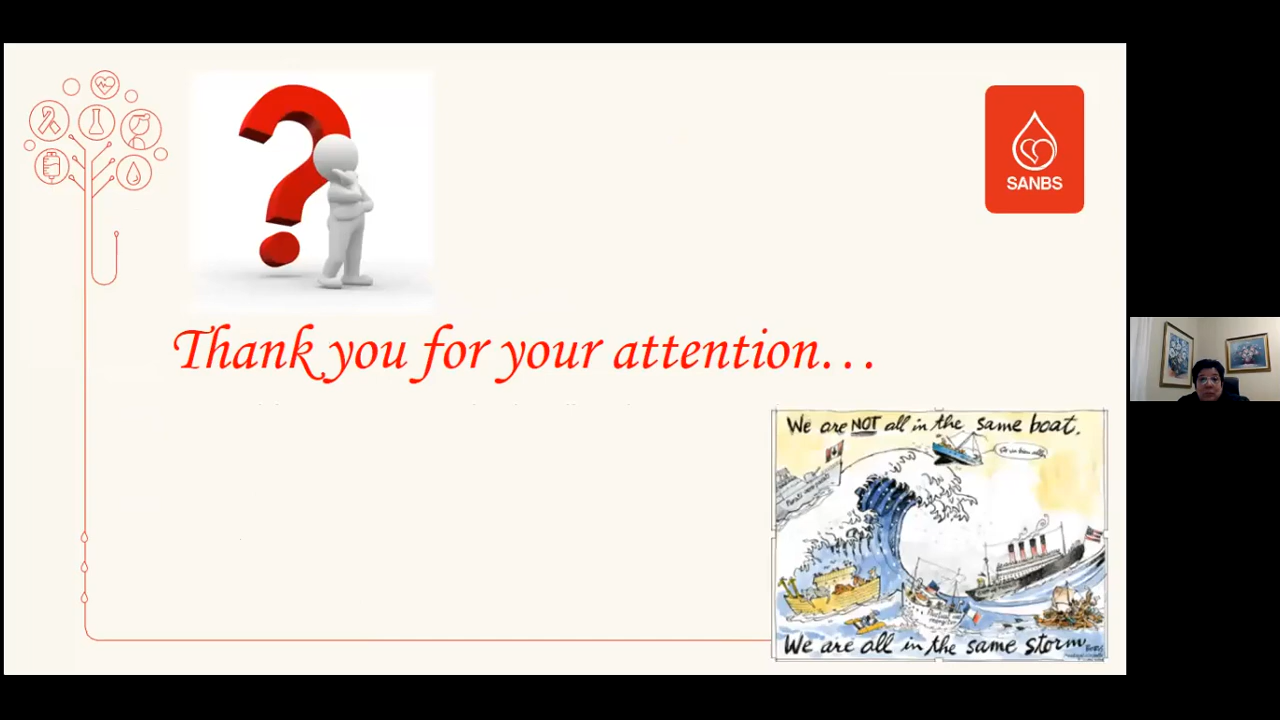 SANBS
Thank you for your attention...
We are NOT all in the same boat.
We are all in the same storm